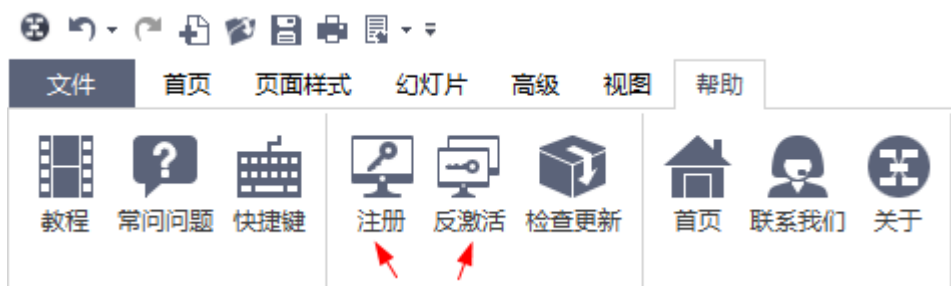 文件 首页 页面样式 幻灯片 高级 视图 帮助
教程 常问问题 快捷键 注册 反激活 检查更新 首页 联系我们 关于